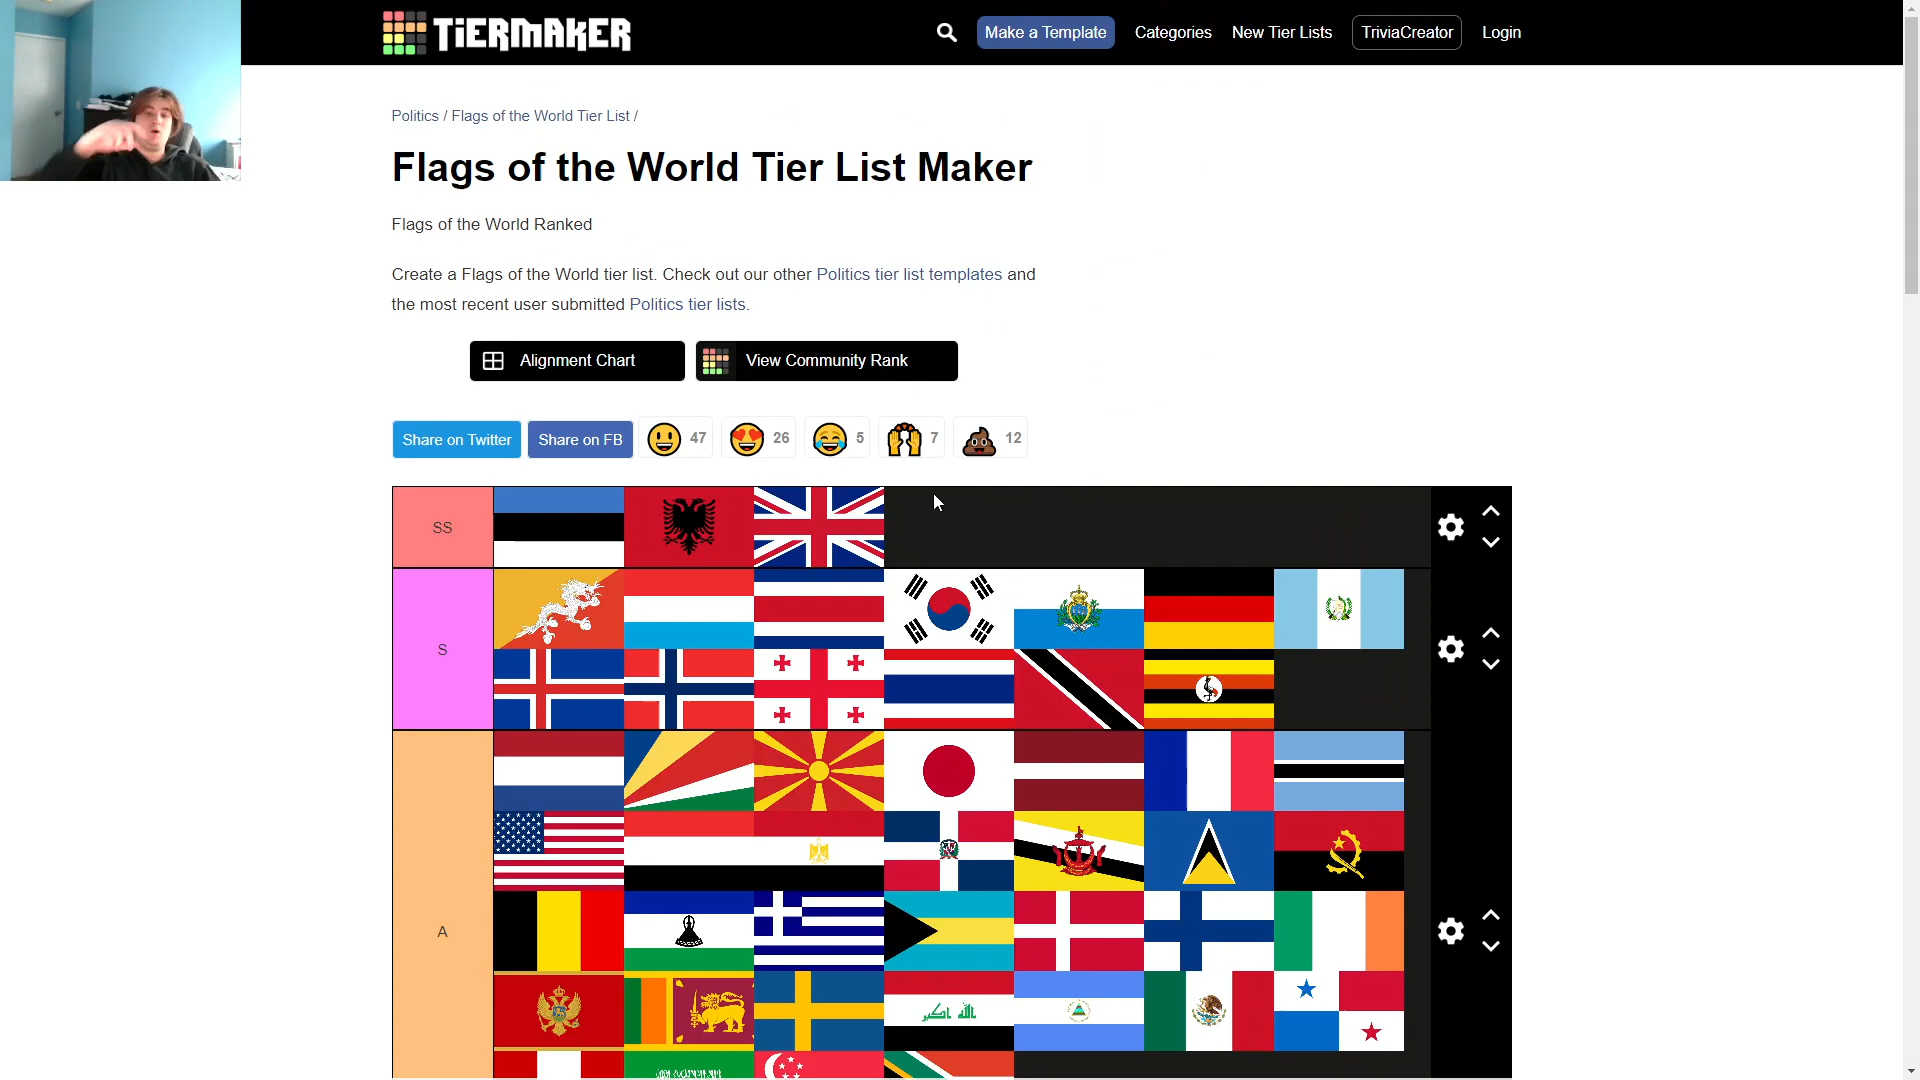 TiERMAKER
Make a Template
Categories
New Tier Lists
TriviaCreator
Login
Politics / Flags of the World Tier List /
Flags of the World Tier List Maker
Flags of the World Ranked
Create a Flags of the World tier list. Check out our other Politics tier list templates and
the most recent user submitted Politics tier lists.
Alignment Chart
View Community Rank
Share on Twitter
Share on FB
47
26
5
7
12
SS
S
A
الله اكبر